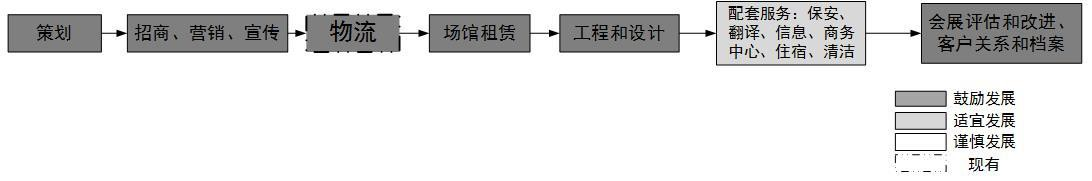 策划
招商、营销、宣传
物流
场馆租赁
工程和设计
配套服务：保安、
翻译、信息、商务
中心、住宿、清洁
会展评估和改进、
客户关系和档案
鼓励发展
适宜发展
谨慎发展
现有